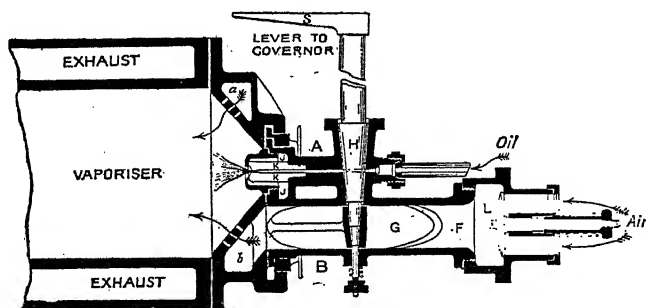 S
LEVER TO
GOVERNOR
EXHAUST
a
A
H
Oil
J
K
VAPORISER
K
J
L
Air
G
F
b
B
EXHAUST